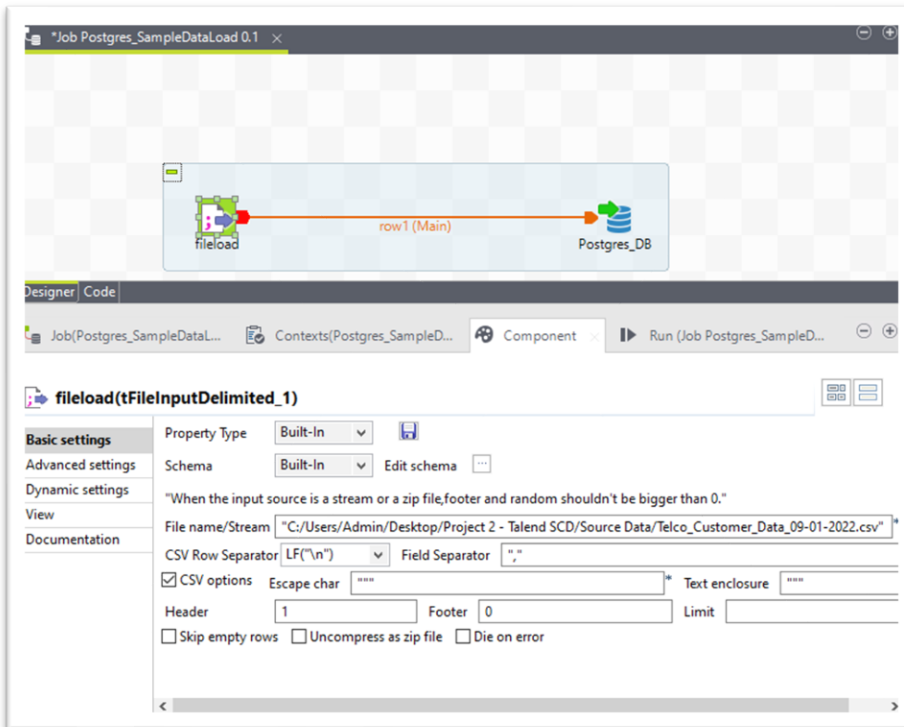 *Job Postgres_SampleDataLoad 0.1
row1 (Main)
fileload
Postgres_DB
Designer Code
Job(Postgres_SampleDataL... Contexts(Postgres_SampleD... Component Run (Job Postgres_SampleD...
fileload(tFileInputDelimited_1)
Basic settings
Advanced settings
Dynamic settings
View
Documentation
Property Type Built-In
Schema Built-In Edit schema ...
"When the input source is a stream or a zip file,footer and random shouldn't be bigger than 0."
File name/Stream "C:/Users/Admin/Desktop/Project 2 - Talend SCD/Source Data/Telco_Customer_Data_09-01-2022.csv" *
CSV Row Separator LF("\n") Field Separator ","
CSV options Escape char """ * Text enclosure """
Header 1 Footer 0 Limit
Skip empty rows Uncompress as zip file Die on error